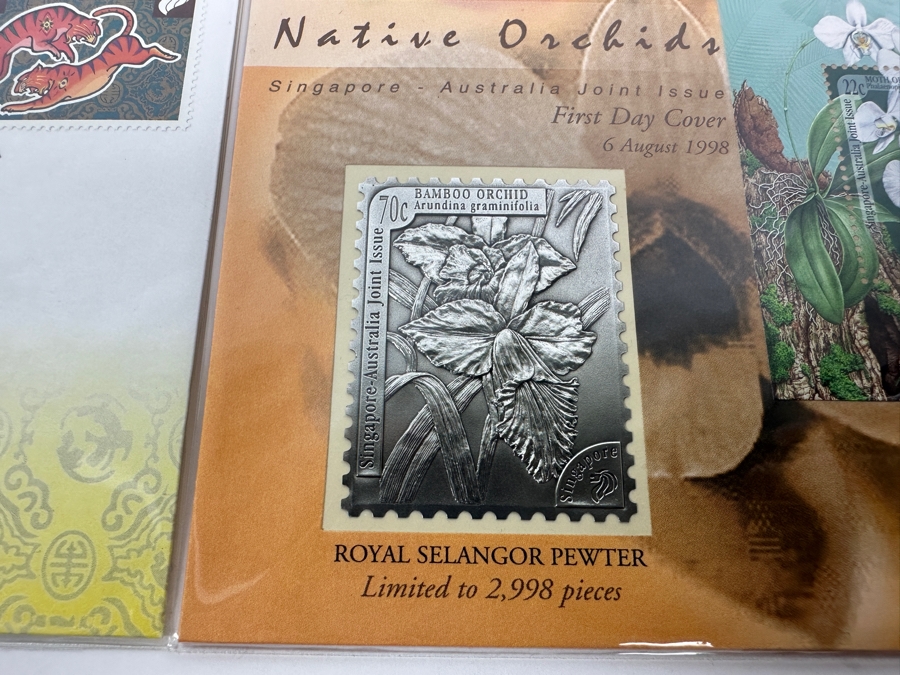 Native Orchids
Singapore - Australia Joint Issue
First Day Cover
6 August 1998
70c
BAMBOO ORCHID
Arundina graminifolia
Singapore-Australia Joint Issue
Singapore
ROYAL SELANGOR PEWTER
Limited to 2,998 pieces
22c
Singapore-Australia Joint Issue